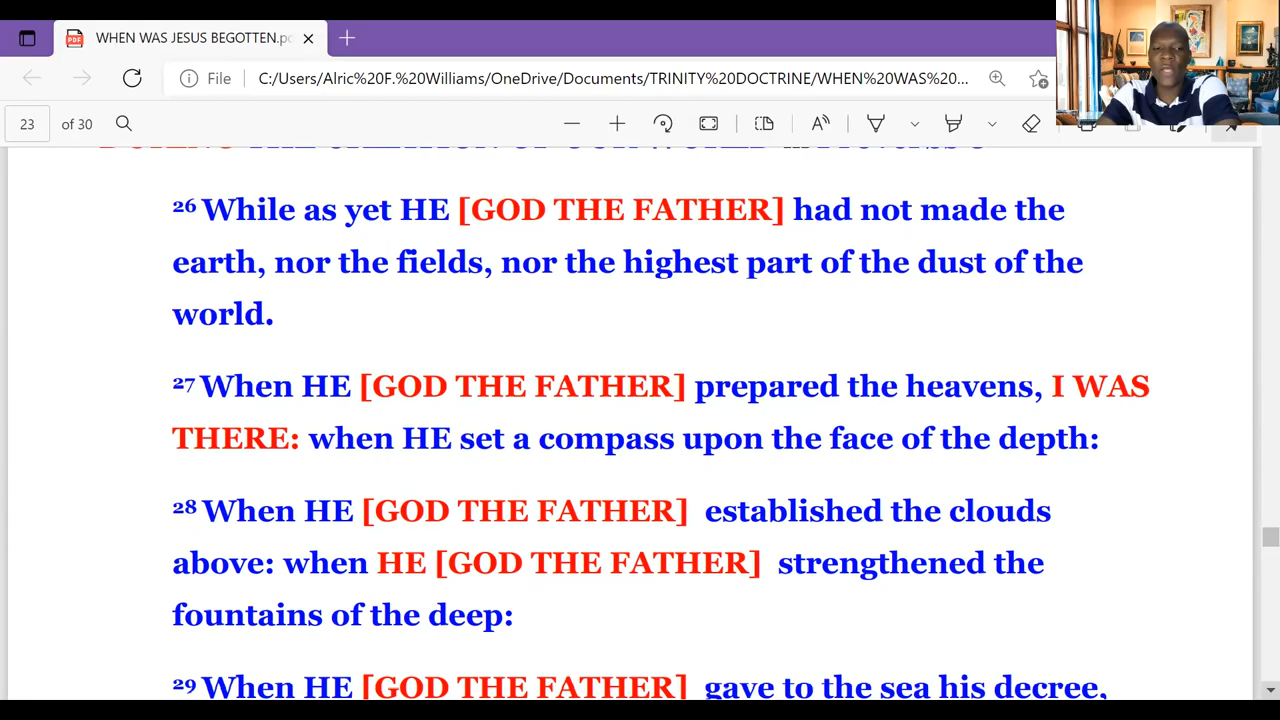 WHEN WAS JESUS BEGOTTEN.pc
File C:/Users/Alric%20F.%20Williams/OneDrive/Documents/TRINITY%20DOCTRINE/WHEN%20WAS%20...
23 of 30
26 While as yet HE [GOD THE FATHER] had not made the
earth, nor the fields, nor the highest part of the dust of the
world.
27 When HE [GOD THE FATHER] prepared the heavens, I WAS
THERE: when HE set a compass upon the face of the depth:
28 When HE [GOD THE FATHER] established the clouds
above: when HE [GOD THE FATHER] strengthened the
fountains of the deep:
29 When HE [GOD THE FATHER] gave to the sea his decree,